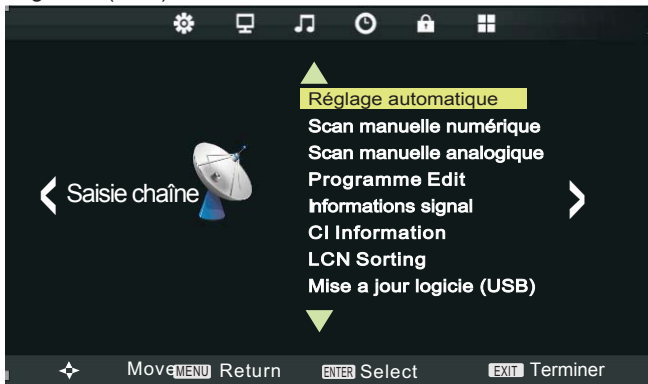 Réglage automatique
Scan manuelle numérique
Scan manuelle analogique
Programme Edit
Informations signal
CI Information
LCN Sorting
Mise a jour logicie (USB)
Saisie chaîne
Move MENU Return ENTER Select EXIT Terminer